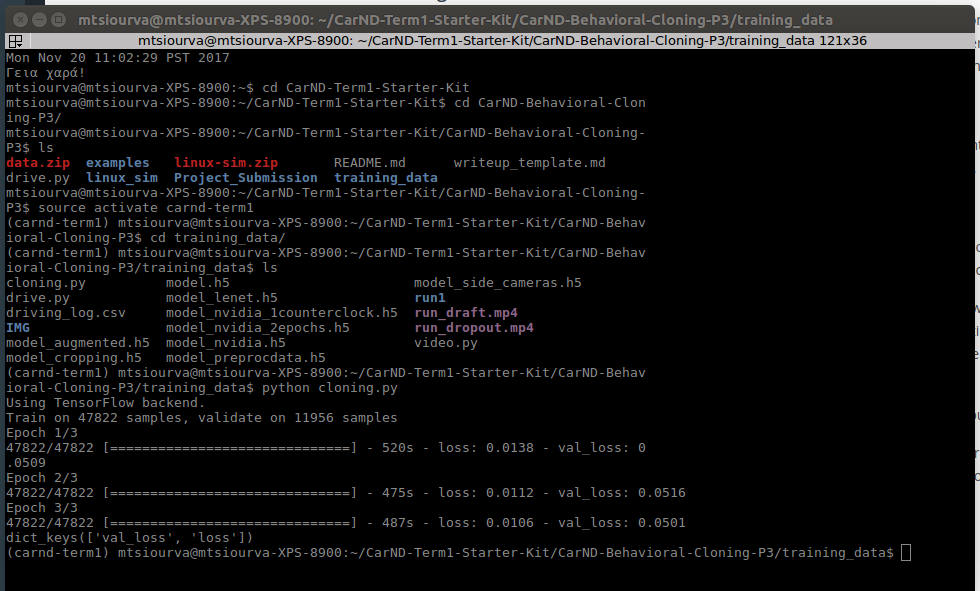 mtsiourva@mtsiourva-XPS-8900: ~/CarND-Term1-Starter-Kit/CarND-Behavioral-Cloning-P3/training_data
mtsiourva@mtsiourva-XPS-8900: ~/CarND-Term1-Starter-Kit/CarND-Behavioral-Cloning-P3/training_data 121x36
Mon Nov 20 11:02:29 PST 2017
Γεια χαρά!
mtsiourva@mtsiourva-XPS-8900:~$ cd CarND-Term1-Starter-Kit
mtsiourva@mtsiourva-XPS-8900:~/CarND-Term1-Starter-Kit$ cd CarND-Behavioral-Clon
ing-P3/
mtsiourva@mtsiourva-XPS-8900:~/CarND-Term1-Starter-Kit/CarND-Behavioral-Cloning-
P3$ ls
data.zip  examples   linux-sim.zip       README.md      writeup_template.md
drive.py  linux_sim  Project_Submission  training_data
mtsiourva@mtsiourva-XPS-8900:~/CarND-Term1-Starter-Kit/CarND-Behavioral-Cloning-
P3$ source activate carnd-term1
(carnd-term1) mtsiourva@mtsiourva-XPS-8900:~/CarND-Term1-Starter-Kit/CarND-Behav
ioral-Cloning-P3$ cd training_data/
(carnd-term1) mtsiourva@mtsiourva-XPS-8900:~/CarND-Term1-Starter-Kit/CarND-Behav
ioral-Cloning-P3/training_data$ ls
cloning.py          model.h5                       model_side_cameras.h5
drive.py            model_lenet.h5                 run1
driving_log.csv     model_nvidia_1counterclock.h5  run_draft.mp4
IMG                 model_nvidia_2epochs.h5        run_dropout.mp4
model_augmented.h5  model_nvidia.h5                video.py
model_cropping.h5   model_preprocdata.h5
(carnd-term1) mtsiourva@mtsiourva-XPS-8900:~/CarND-Term1-Starter-Kit/CarND-Behav
ioral-Cloning-P3/training_data$ python cloning.py
Using TensorFlow backend.
Train on 47822 samples, validate on 11956 samples
Epoch 1/3
47822/47822 [==============================] - 520s - loss: 0.0138 - val_loss: 0
.0509
Epoch 2/3
47822/47822 [==============================] - 475s - loss: 0.0112 - val_loss: 0.0516
Epoch 3/3
47822/47822 [==============================] - 487s - loss: 0.0106 - val_loss: 0.0501
dict_keys(['val_loss', 'loss'])
(carnd-term1) mtsiourva@mtsiourva-XPS-8900:~/CarND-Term1-Starter-Kit/CarND-Behavioral-Cloning-P3/training_data$